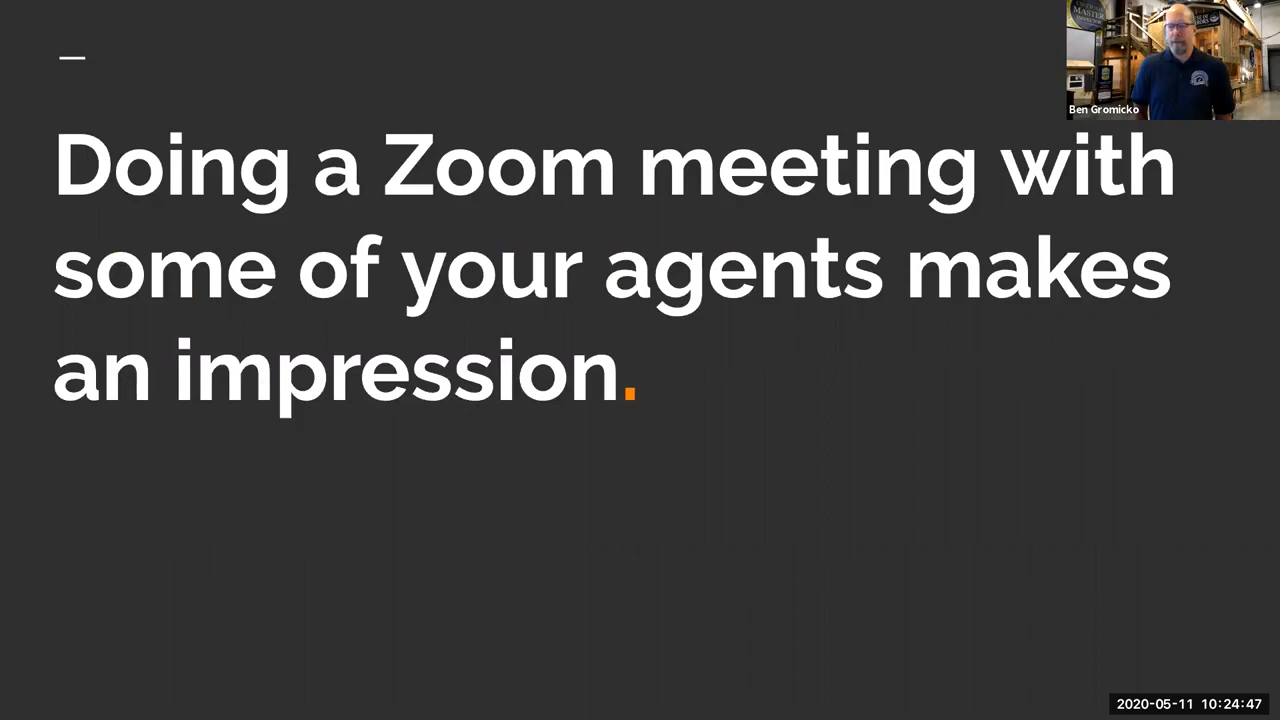 Doing a Zoom meeting with
some of your agents makes
an impression.
MASTER
Ben Gromicko
2020-05-11 10:24:47